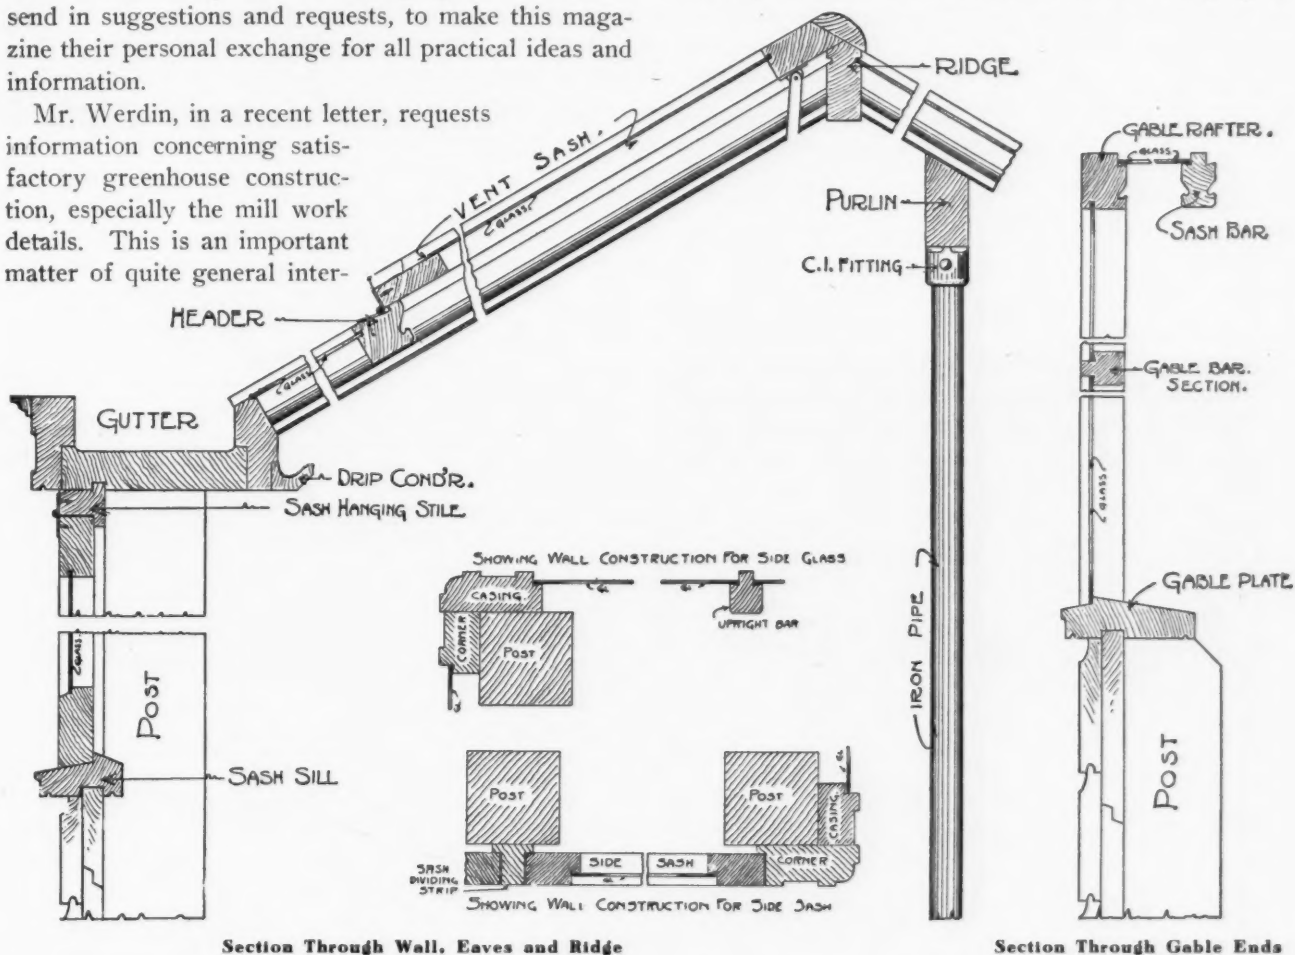 send in suggestions and requests, to make this maga-
zine their personal exchange for all practical ideas and
information.
Mr. Werdin, in a recent letter, requests
information concerning satis-
factory greenhouse construc-
tion, especially the mill work
details. This is an important
matter of quite general inter-
RIDGE
VENT SASH.
GLASS.
PURLIN
C.I. FITTING
HEADER
GLASS
GUTTER
DRIP COND'R.
SASH HANGING STILE
GLASS.
POST
SASH SILL
IRON PIPE
SHOWING WALL CONSTRUCTION FOR SIDE GLASS
CASING.
GL
GL
UPRIGHT BAR
CORNER
POST
GL
POST
POST
GL
CASING.
SIDE SASH
CORNER
GL
SASH
DIVIDING
STRIP
SHOWING WALL CONSTRUCTION FOR SIDE SASH
GABLE RAFTER.
GLASS
SASH BAR
GABLE BAR.
SECTION.
GLASS
GABLE PLATE
POST
Section Through Wall, Eaves and Ridge
Section Through Gable Ends